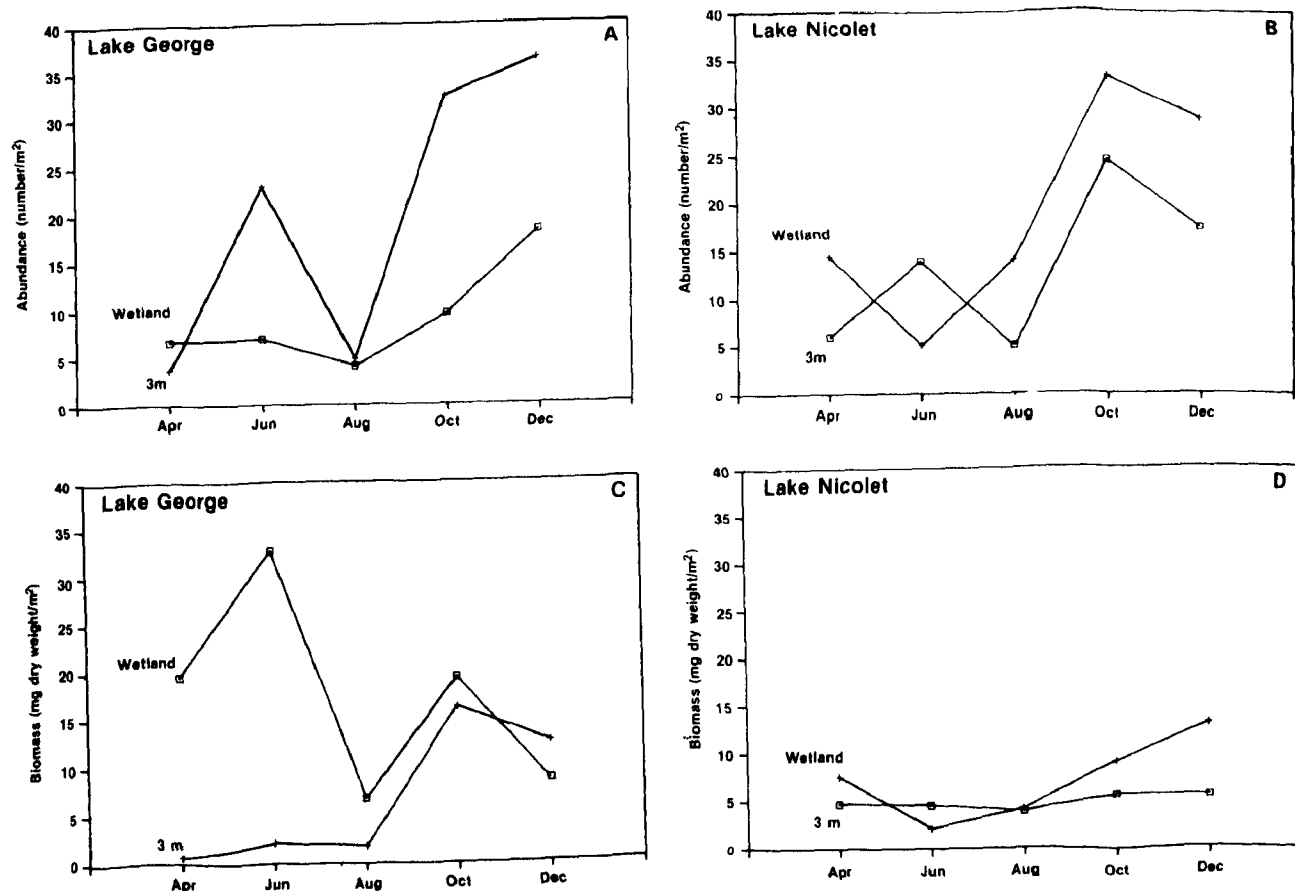 Lake George
A
40
35
30
25
20
15
10
5
0
Abundance (number/m²)
Wetland
3m
Apr Jun Aug Oct Dec
Lake Nicolet
B
40
35
30
25
20
15
10
5
0
Abundance (number/m²)
Wetland
3m
Apr Jun Aug Oct Dec
Lake George
C
40
35
30
25
20
15
10
5
0
Biomass (mg dry weight/m²)
Wetland
3 m
Apr Jun Aug Oct Dec
Lake Nicolet
D
40
35
30
25
20
15
10
5
0
Biomass (mg dry weight/m²)
Wetland
3 m
Apr Jun Aug Oct Dec